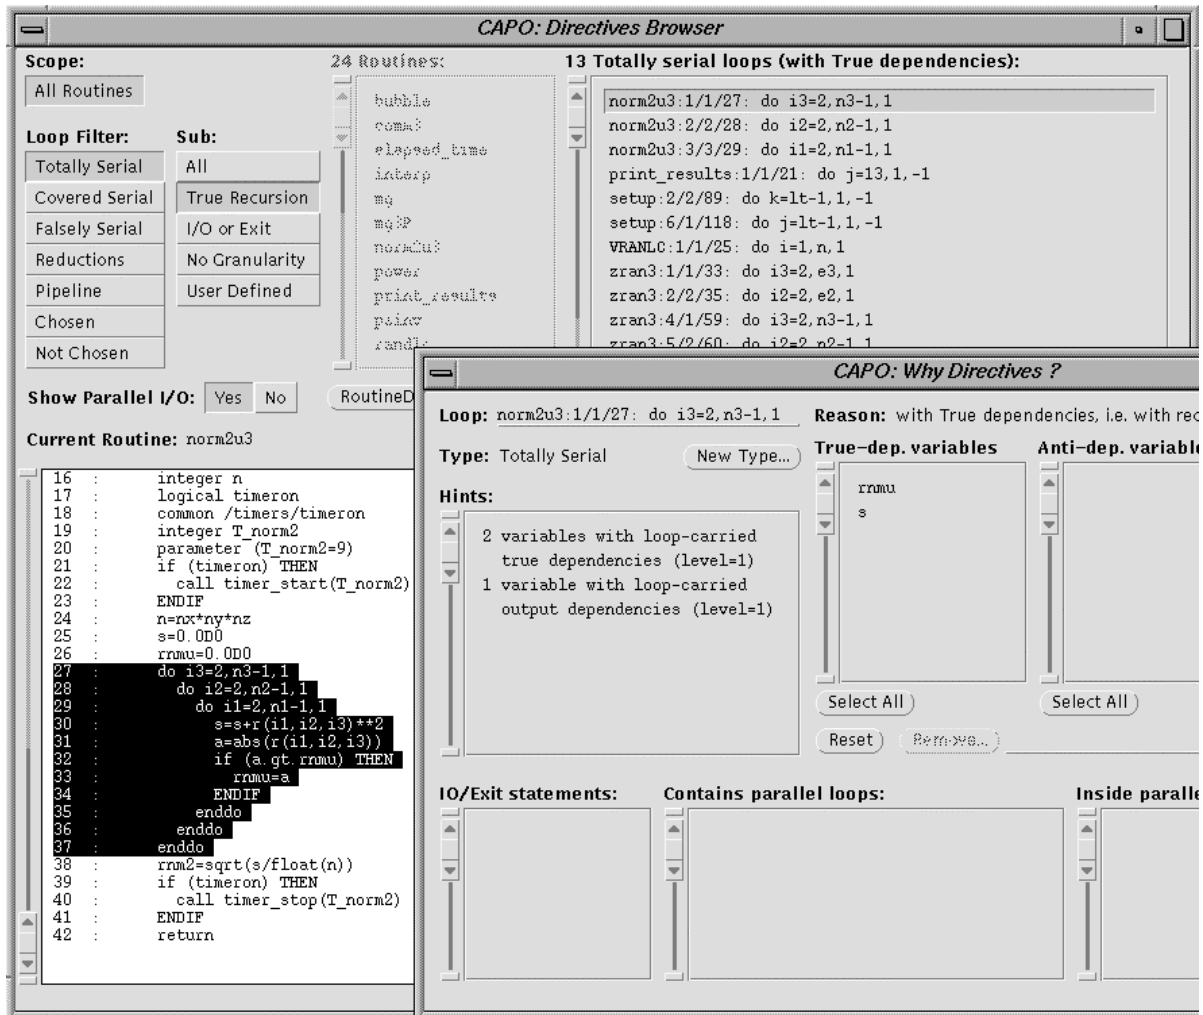 CAPO: Directives Browser
Scope:
All Routines
Loop Filter:
Totally Serial
Covered Serial
Falsely Serial
Reductions
Pipeline
Chosen
Not Chosen
Sub:
All
True Recursion
I/O or Exit
No Granularity
User Defined
24 Routines:
bubble
comm3
elapsed_time
interp
mg
mg3P
norm2u3
power
print_results
psinv
randlc
13 Totally serial loops (with True dependencies):
norm2u3:1/1/27: do i3=2,n3-1,1
norm2u3:2/2/28: do i2=2,n2-1,1
norm2u3:3/3/29: do i1=2,n1-1,1
print_results:1/1/21: do j=13,1,-1
setup:2/2/89: do k=lt-1,1,-1
setup:6/1/118: do j=lt-1,1,-1
VRANLC:1/1/25: do i=1,n,1
zran3:1/1/33: do i3=2,e3,1
zran3:2/2/35: do i2=2,e2,1
zran3:4/1/59: do i3=2,n3-1,1
zran3:5/2/60: do i2=2,n2-1,1
Show Parallel I/O: Yes No
RoutineD
Current Routine: norm2u3
16 : integer n
17 : logical timeron
18 : common /timers/timeron
19 : integer T_norm2
20 : parameter (T_norm2=9)
21 : if (timeron) THEN
22 : call timer_start(T_norm2)
23 : ENDIF
24 : n=nx*ny*nz
25 : s=0.0D0
26 : rnmu=0.0D0
27 : do i3=2,n3-1,1
28 : do i2=2,n2-1,1
29 : do i1=2,n1-1,1
30 : s=s+r(i1,i2,i3)**2
31 : a=abs(r(i1,i2,i3))
32 : if (a.gt.rnmu) THEN
33 : rnmu=a
34 : ENDIF
35 : enddo
36 : enddo
37 : enddo
38 : rnm2=sqrt(s/float(n))
39 : if (timeron) THEN
40 : call timer_stop(T_norm2)
41 : ENDIF
42 : return
CAPO: Why Directives ?
Loop: norm2u3:1/1/27: do i3=2,n3-1,1
Reason: with True dependencies, i.e. with rec
Type: Totally Serial
New Type...
Hints:
2 variables with loop-carried
true dependencies (level=1)
1 variable with loop-carried
output dependencies (level=1)
True-dep. variables
rnmu
s
Select All
Anti-dep. variable
Select All
Reset
Remove...
IO/Exit statements:
Contains parallel loops:
Inside paralle